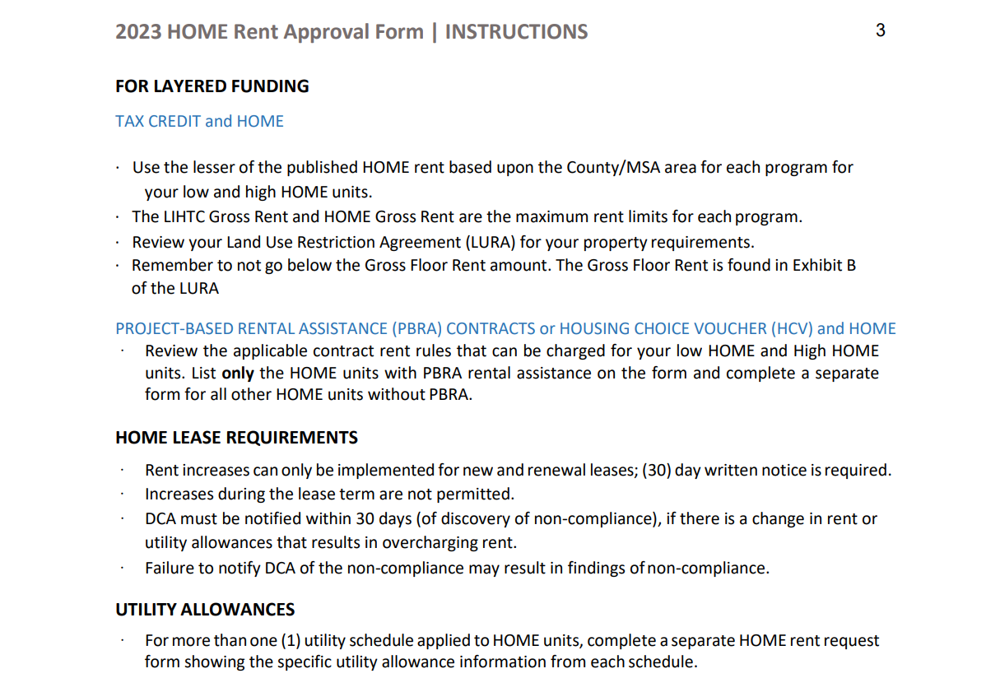 2023 HOME Rent Approval Form | INSTRUCTIONS 3
FOR LAYERED FUNDING
TAX CREDIT and HOME
· Use the lesser of the published HOME rent based upon the County/MSA area for each program for
your low and high HOME units.
· The LIHTC Gross Rent and HOME Gross Rent are the maximum rent limits for each program.
· Review your Land Use Restriction Agreement (LURA) for your property requirements.
· Remember to not go below the Gross Floor Rent amount. The Gross Floor Rent is found in Exhibit B
of the LURA
PROJECT-BASED RENTAL ASSISTANCE (PBRA) CONTRACTS or HOUSING CHOICE VOUCHER (HCV) and HOME
· Review the applicable contract rent rules that can be charged for your low HOME and High HOME
units. List only the HOME units with PBRA rental assistance on the form and complete a separate
form for all other HOME units without PBRA.
HOME LEASE REQUIREMENTS
· Rent increases can only be implemented for new and renewal leases; (30) day written notice is required.
· Increases during the lease term are not permitted.
· DCA must be notified within 30 days (of discovery of non-compliance), if there is a change in rent or
utility allowances that results in overcharging rent.
· Failure to notify DCA of the non-compliance may result in findings of non-compliance.
UTILITY ALLOWANCES
· For more than one (1) utility schedule applied to HOME units, complete a separate HOME rent request
form showing the specific utility allowance information from each schedule.